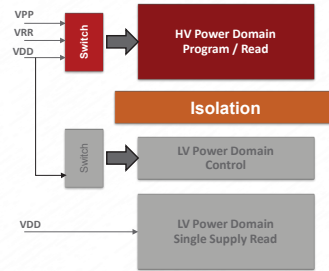 VPP
VRR
VDD
Switch
HV Power Domain
Program / Read
Isolation
Switch
LV Power Domain
Control
VDD
LV Power Domain
Single Supply Read